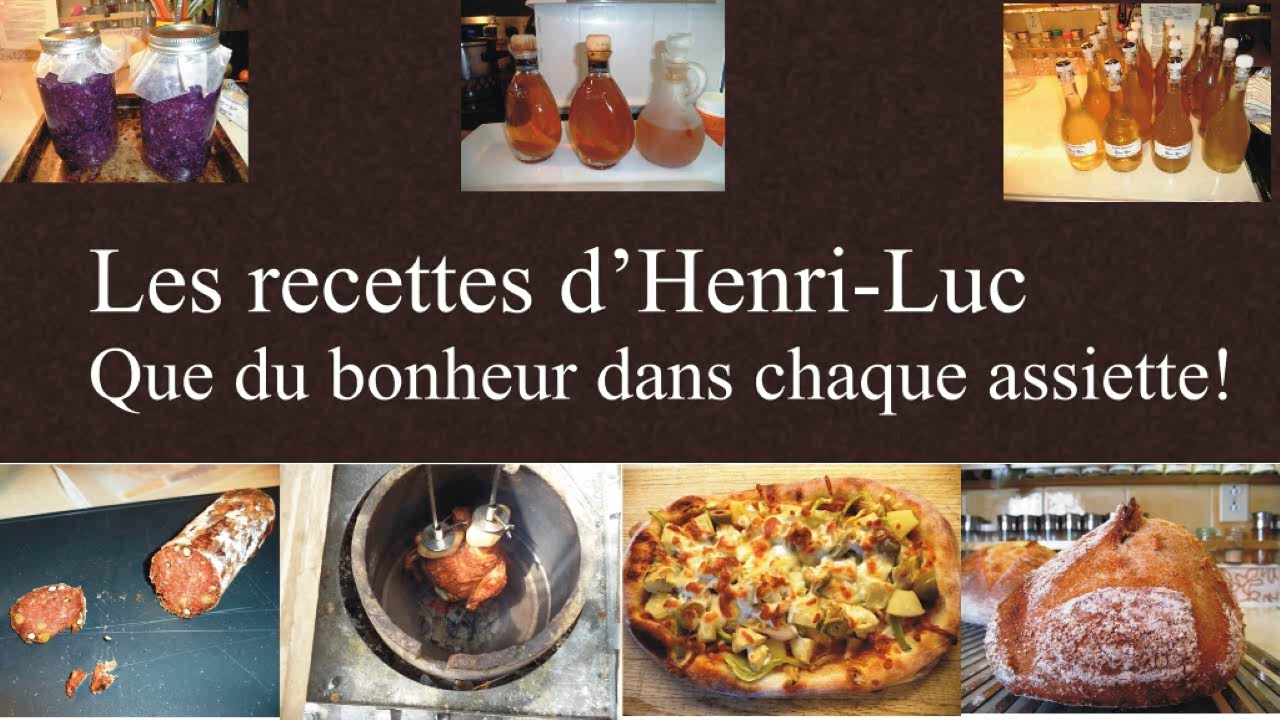 Les recettes d’Henri-Luc
Que du bonheur dans chaque assiette!